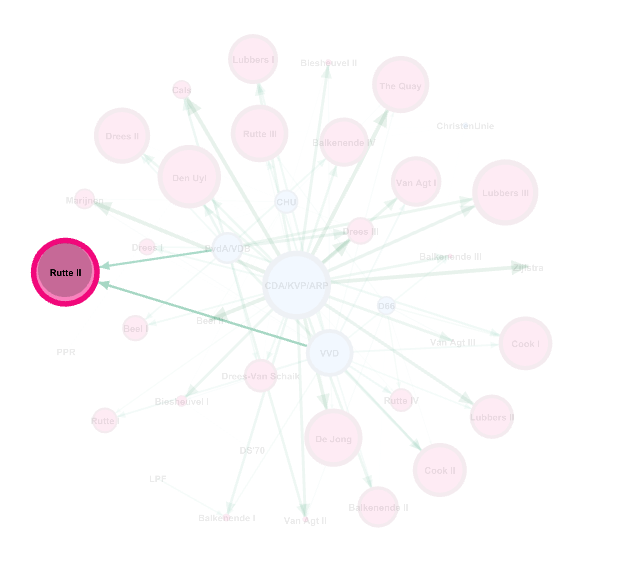 Lubbers I
Biesheuvel II
The Quay
Cals
ChristenUnie
Drees II
Rutte III
Balkenende IV
Den Uyl
Van Agt I
Lubbers III
Marijnen
CHU
Drees III
Drees I
PvdA/VDB
Balkenende III
Zijlstra
Rutte II
CDA/KVP/ARP
D66
Beel I
Beel II
Van Agt III
Cook I
PPR
VVD
Drees-Van Schaik
Biesheuvel I
Rutte IV
Rutte I
Lubbers II
De Jong
DS'70
Cook II
LPF
Balkenende II
Balkenende I
Van Agt II